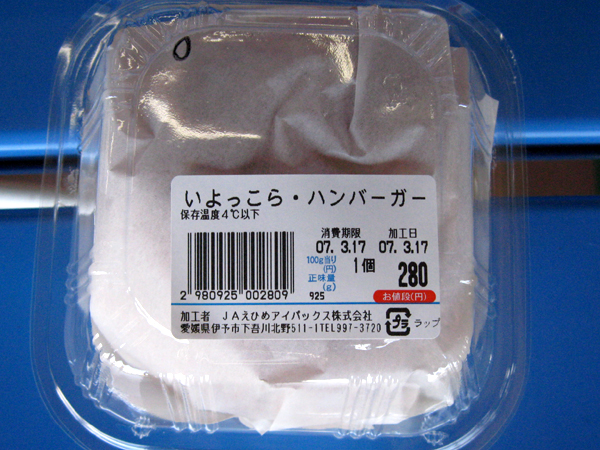 いよっこら・ハンバーガー
保存温度4℃以下
消費期限 加工日
07. 3.17 07. 3.17
100g当り(円) 1個 280
正味量(g) お値段(円)
2 980925 002809 925
加工者 JAえひめアイパックス株式会社
愛媛県伊予市下吾川北野511-1TEL997-3720
プラ ラップ